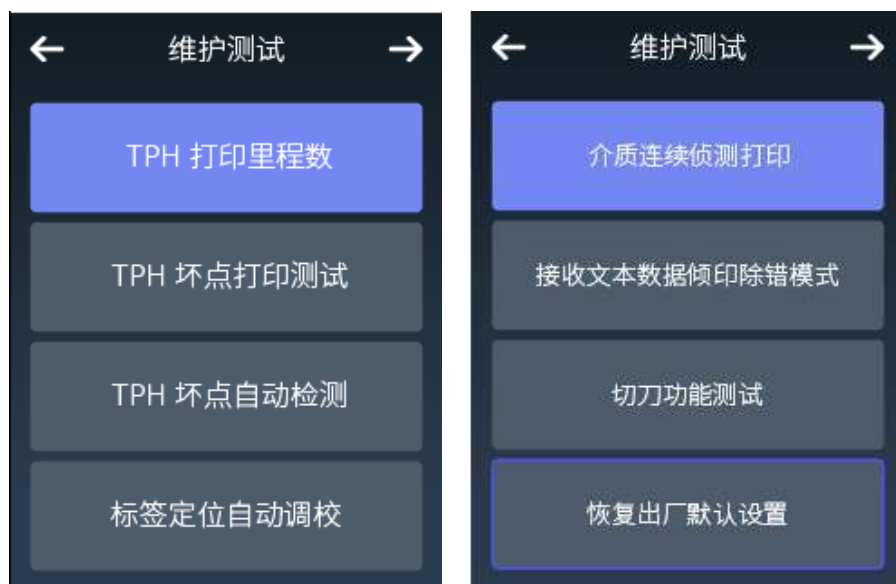 维护测试
TPH 打印里程数
TPH 坏点打印测试
TPH 坏点自动检测
标签定位自动调校
维护测试
介质连续侦测打印
接收文本数据倾印除错模式
切刀功能测试
恢复出厂默认设置